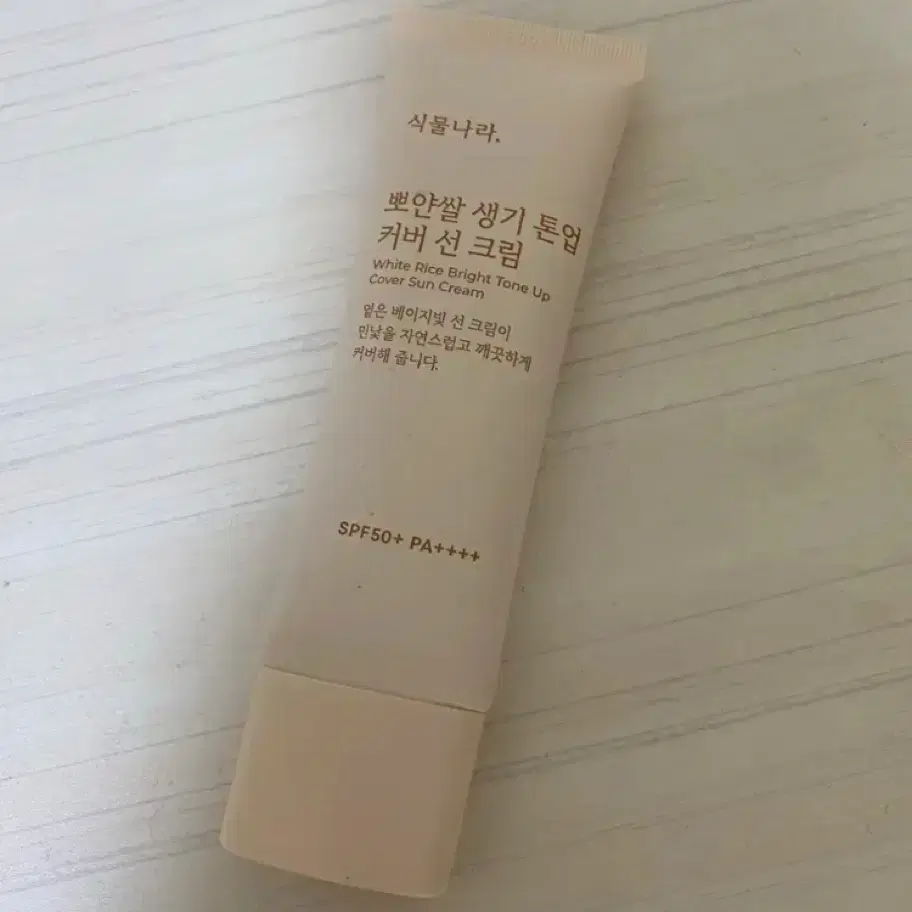 식물나라.
뽀얀쌀 생기 톤업
커버 선 크림
White Rice Bright Tone Up
Cover Sun Cream
옅은 베이지빛 선 크림이
민낯을 자연스럽고 깨끗하게
커버해 줍니다.
SPF50+ PA++++